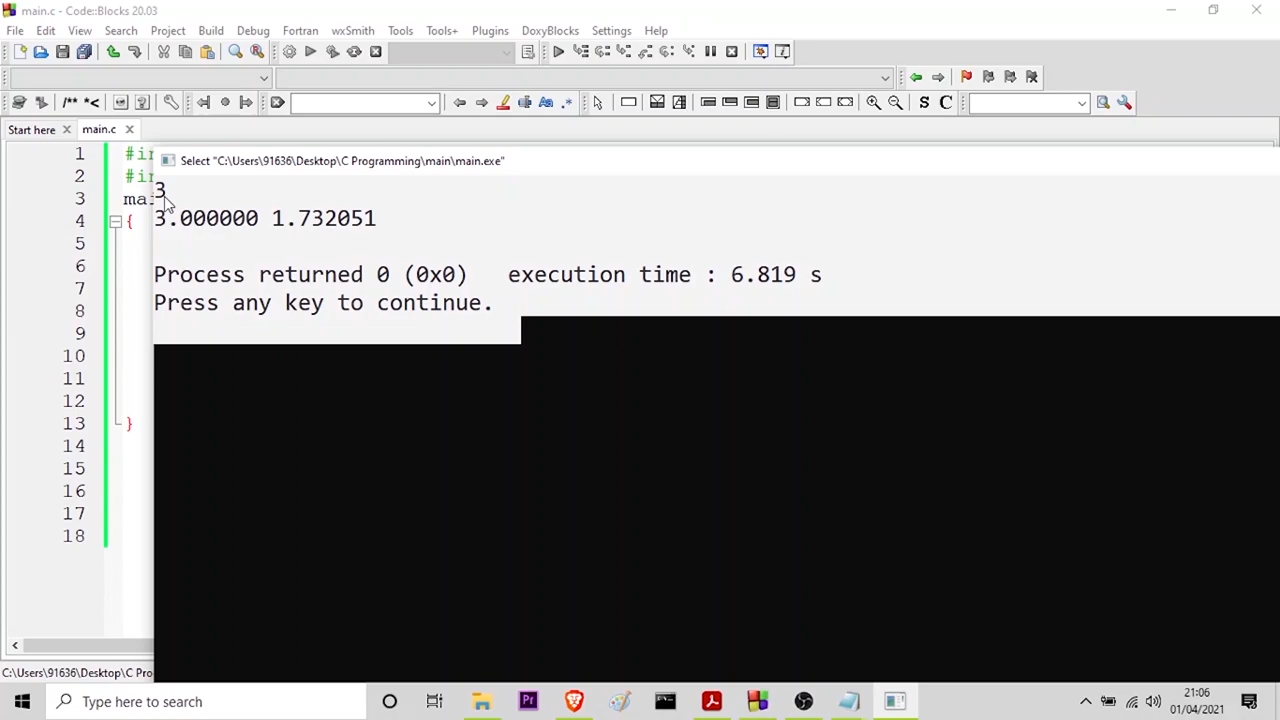 main.c - Code::Blocks 20.03
File Edit View Search Project Build Debug Fortran wxSmith Tools Tools+ Plugins DoxyBlocks Settings Help
/** *<
S C
Start here main.c
Select "C:\Users\91636\Desktop\C Programming\main\main.exe"
1 #in
2 #in
3 mai
4 {
5
6
7
8
9
10
11
12
13 }
14
15
16
17
18
3
3.000000 1.732051
Process returned 0 (0x0) execution time : 6.819 s
Press any key to continue.
C:\Users\91636\Desktop\C Pro
Type here to search
Pr
21:06
01/04/2021